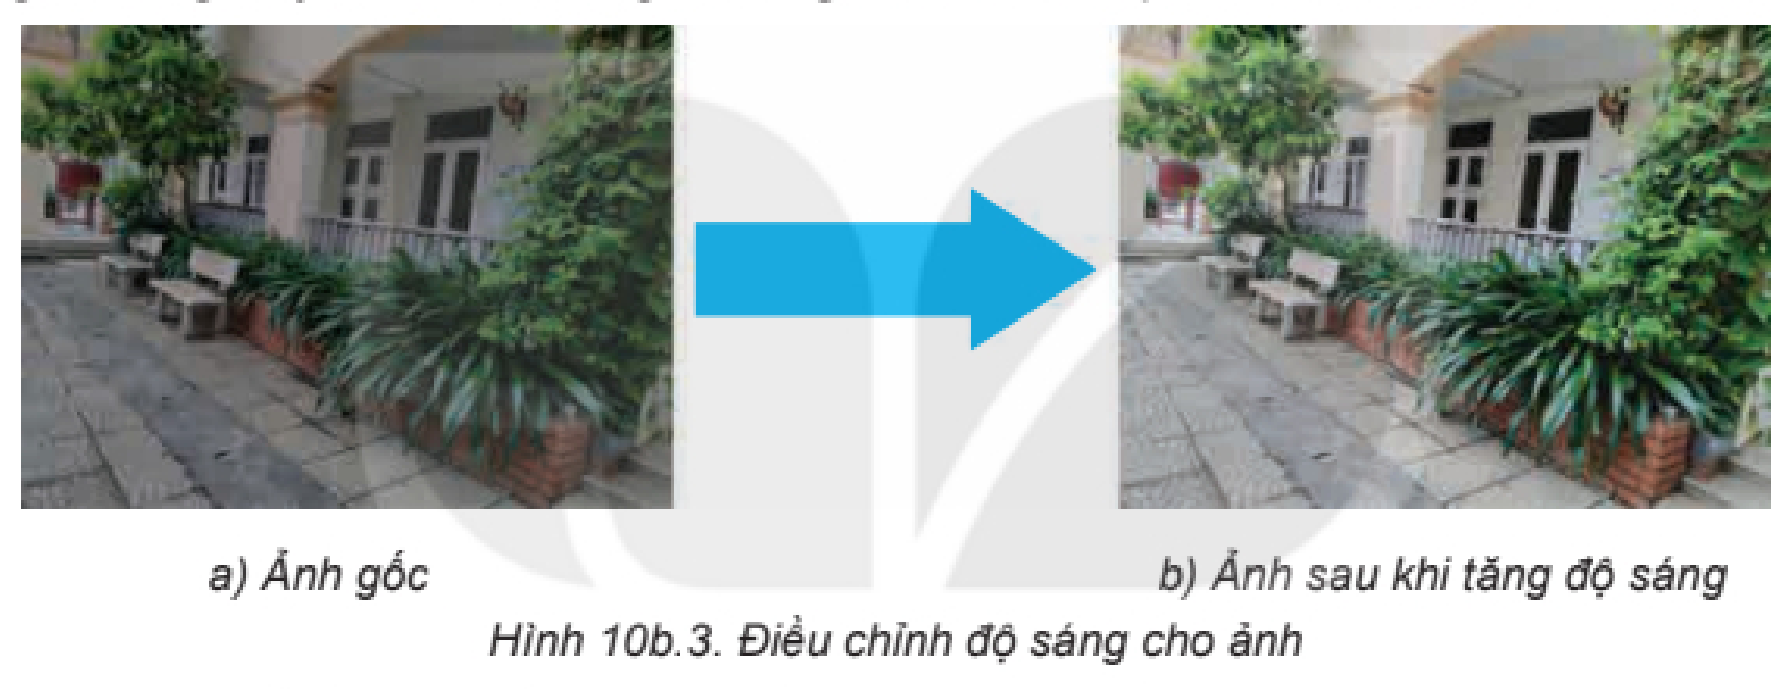 a) Ảnh gốc
b) Ảnh sau khi tăng độ sáng
Hình 10b.3. Điều chỉnh độ sáng cho ảnh